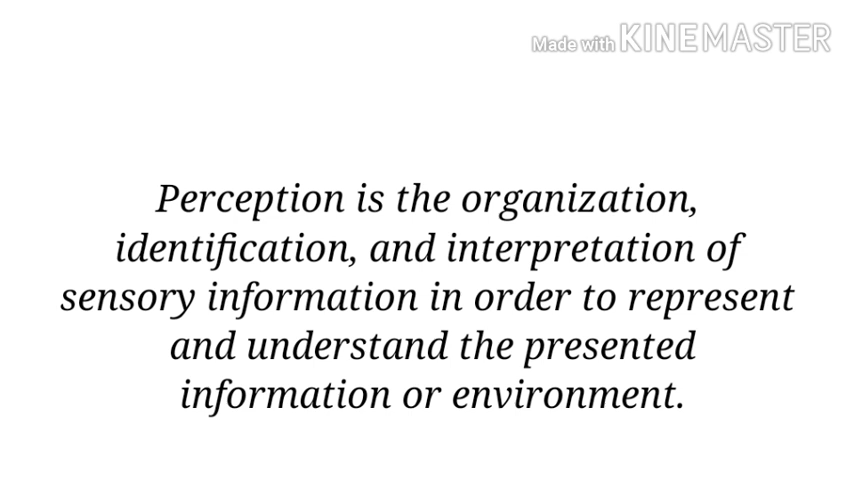 Made with KINEMASTER
Perception is the organization,
identification, and interpretation of
sensory information in order to represent
and understand the presented
information or environment.